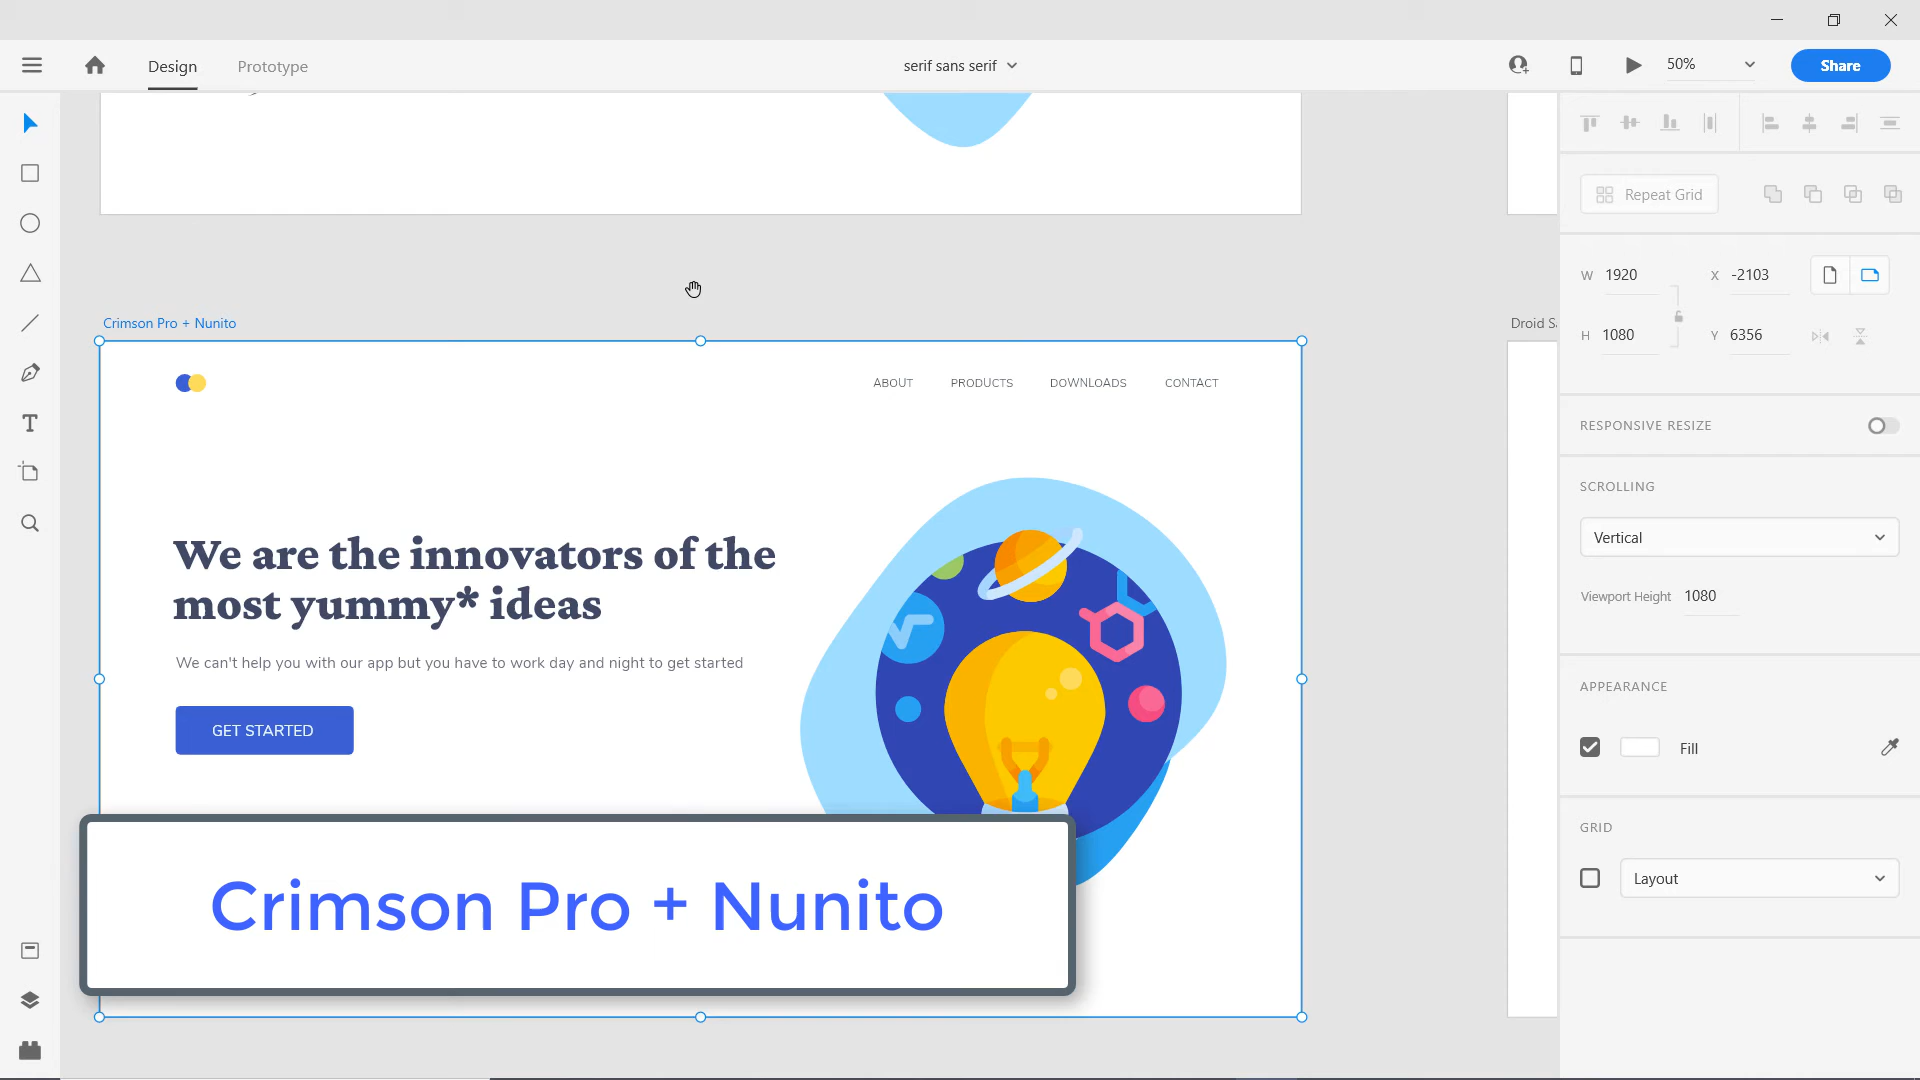 Design Prototype
serif sans serif
50%
Share
Repeat Grid
W 1920
X -2103
H 1080
Y 6356
RESPONSIVE RESIZE
SCROLLING
Vertical
Viewport Height 1080
APPEARANCE
Fill
GRID
Layout
Crimson Pro + Nunito
ABOUT PRODUCTS DOWNLOADS CONTACT
We are the innovators of the
most yummy* ideas
We can't help you with our app but you have to work day and night to get started
GET STARTED
Crimson Pro + Nunito
Droid